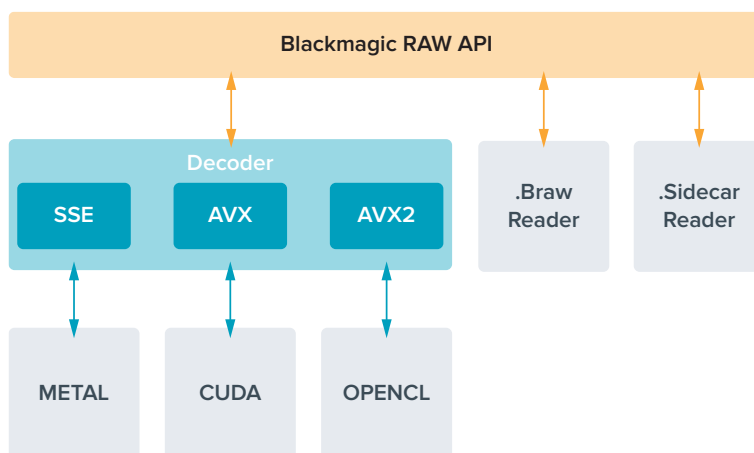 Blackmagic RAW API
Decoder
SSE
AVX
AVX2
.Braw
Reader
.Sidecar
Reader
METAL
CUDA
OPENCL